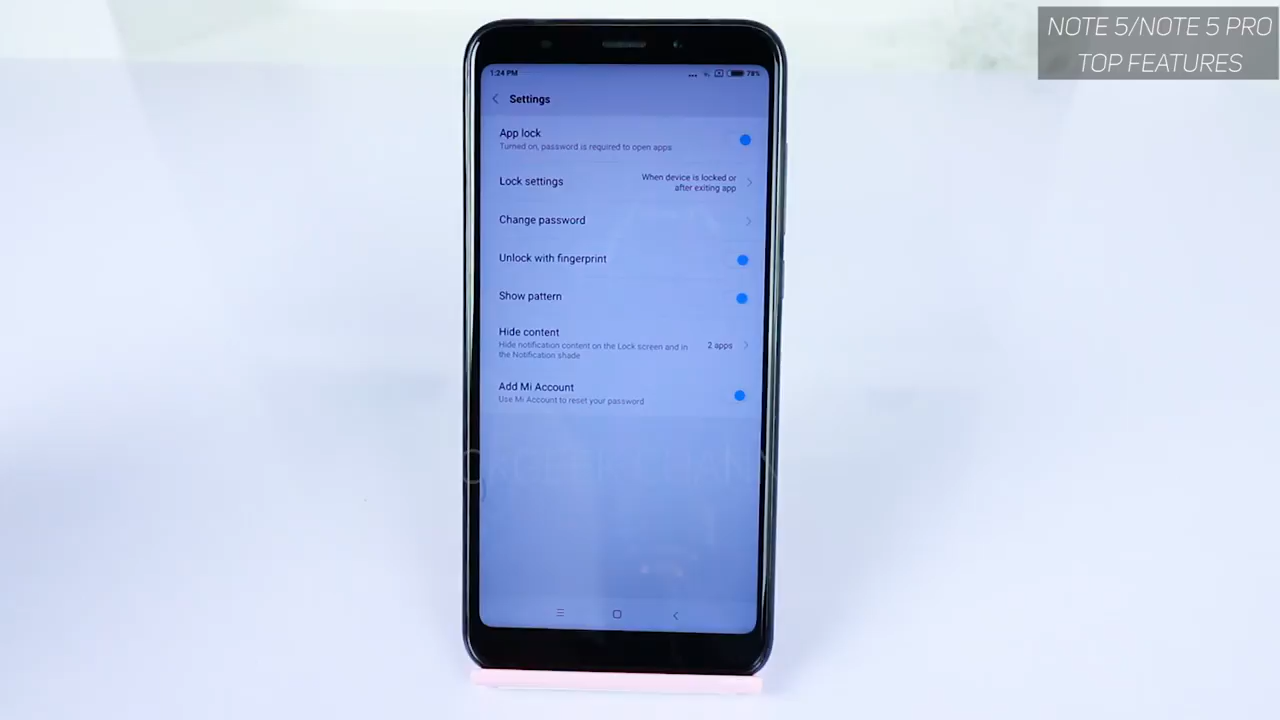 NOTE 5/NOTE 5 PRO
TOP FEATURES
1:24 PM
78%
Settings
App lock
Turned on, password is required to open apps
Lock settings
When device is locked or
after exiting app
Change password
Unlock with fingerprint
Show pattern
Hide content
Hide notification content on the Lock screen and in
the Notification shade
2 apps
Add Mi Account
Use Mi Account to reset your password